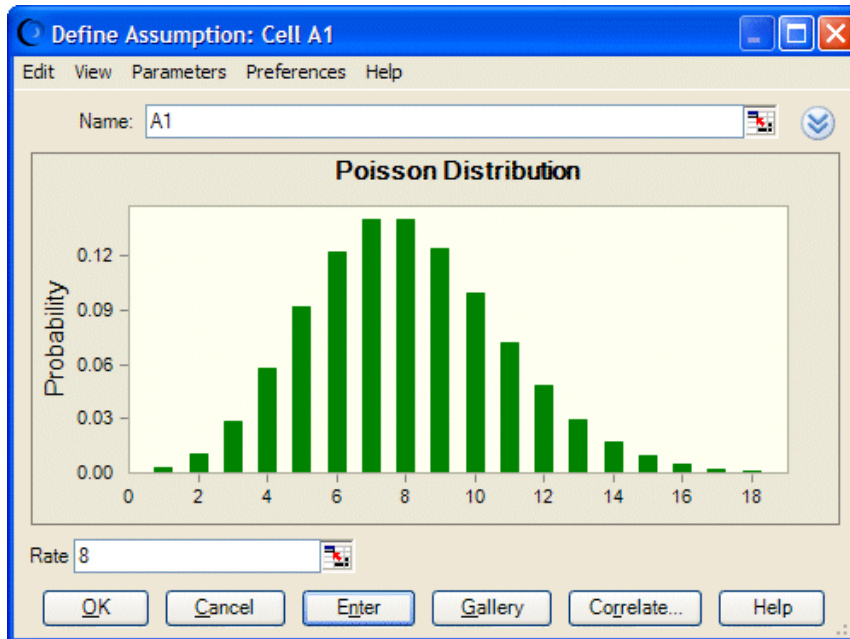 Define Assumption: Cell A1
Edit View Parameters Preferences Help
Name: A1
Poisson Distribution
Probability
0.12
0.09
0.06
0.03
0.00
0 2 4 6 8 10 12 14 16 18
Rate 8
OK Cancel Enter Gallery Correlate... Help